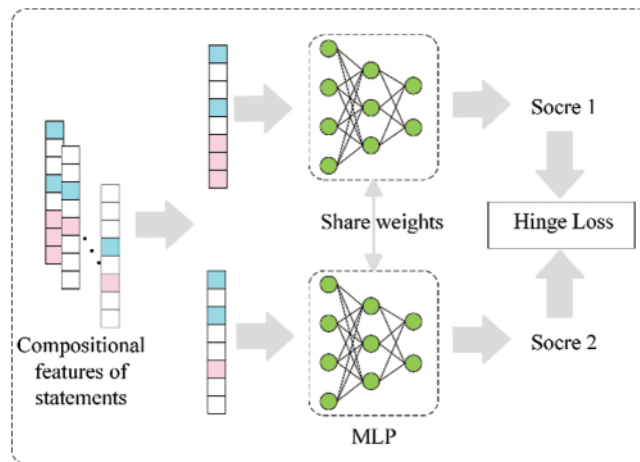 Socre 1
Share weights
Hinge Loss
Compositional
features of
statements
Socre 2
MLP